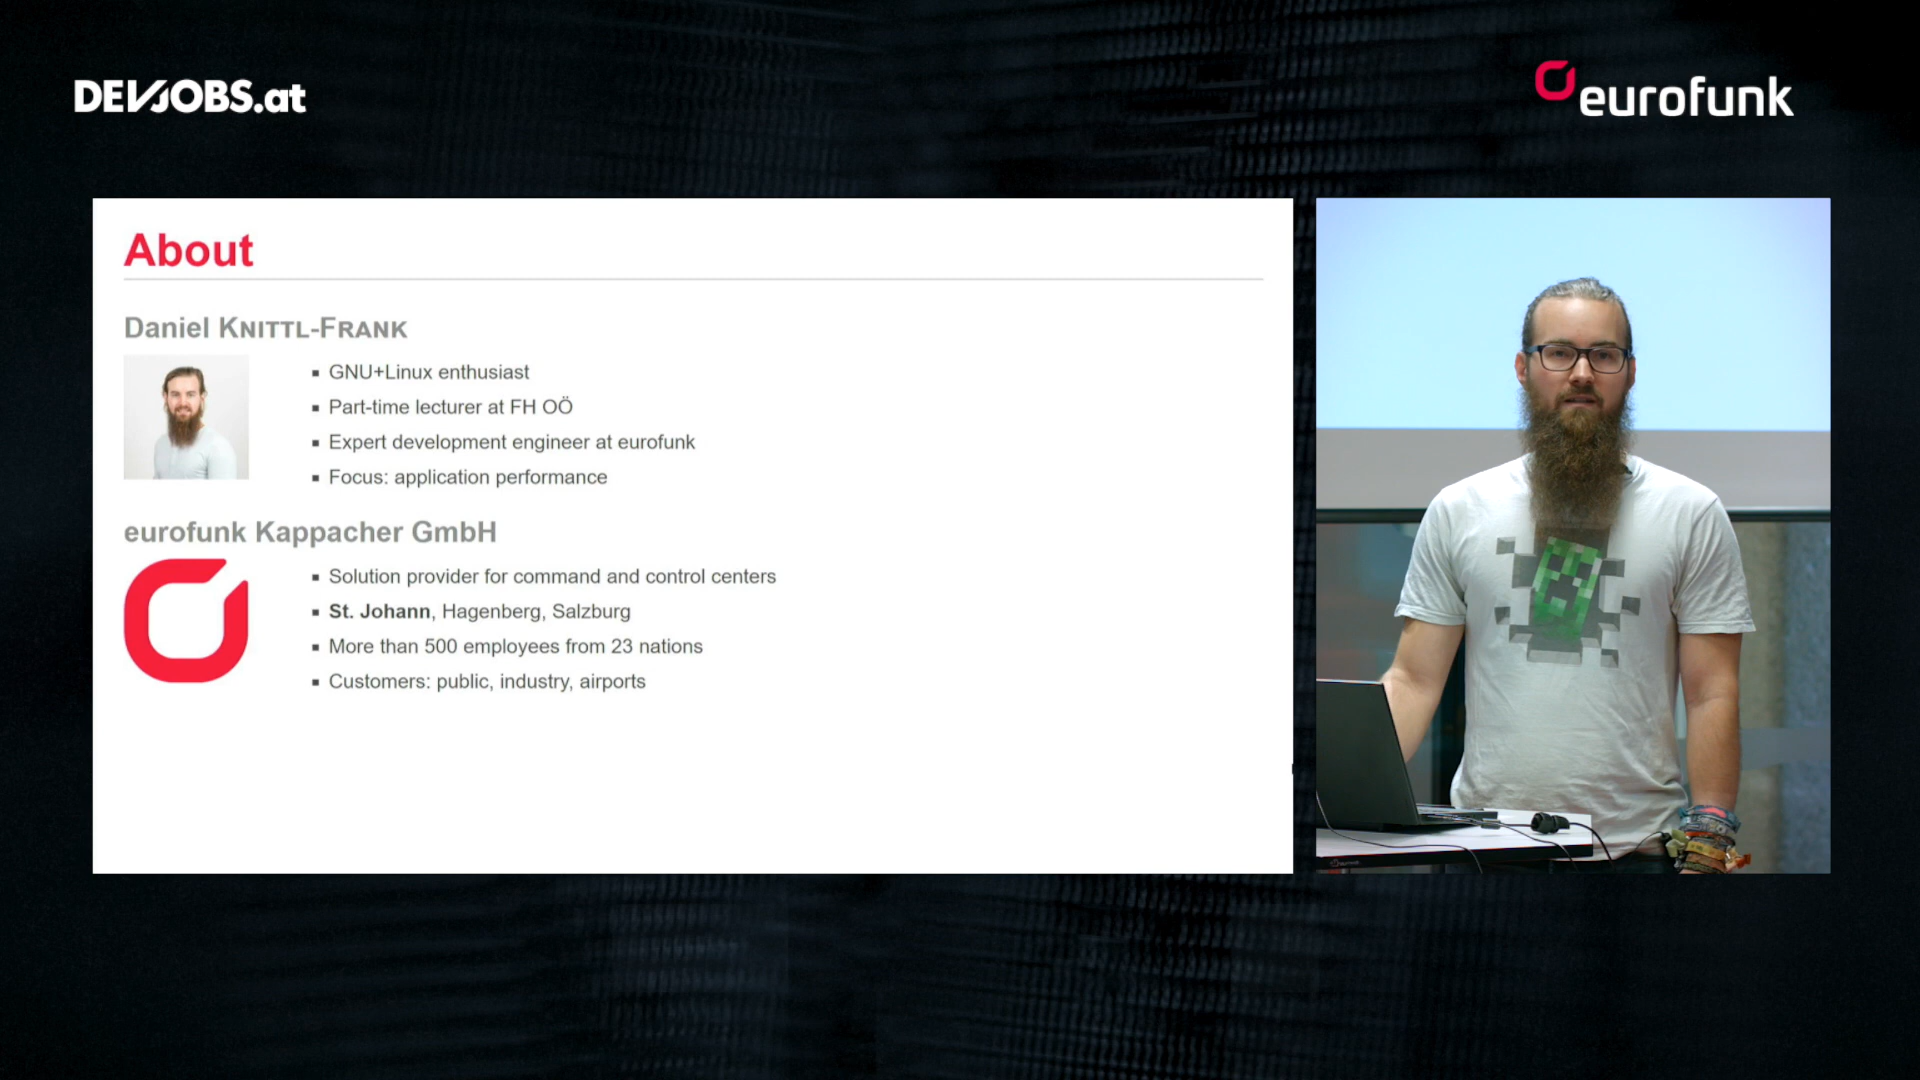 DEVJOBS.at
eurofunk
About
Daniel KNITTL-FRANK
▪ GNU+Linux enthusiast
▪ Part-time lecturer at FH OÖ
▪ Expert development engineer at eurofunk
▪ Focus: application performance
eurofunk Kappacher GmbH
▪ Solution provider for command and control centers
▪ St. Johann, Hagenberg, Salzburg
▪ More than 500 employees from 23 nations
▪ Customers: public, industry, airports